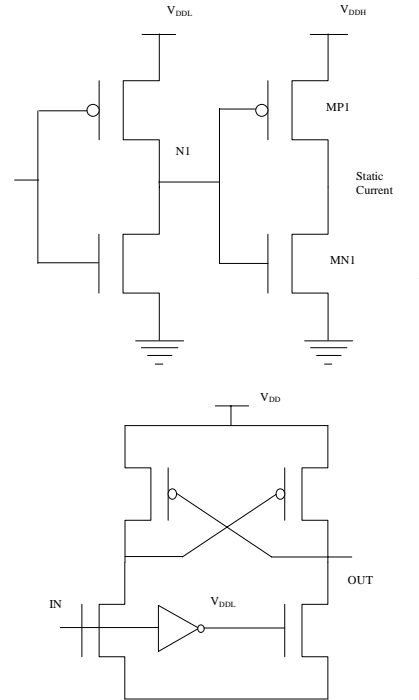 VDDL
VDDH
MP1
N1
Static
Current
MN1
VDD
OUT
IN
VDDL